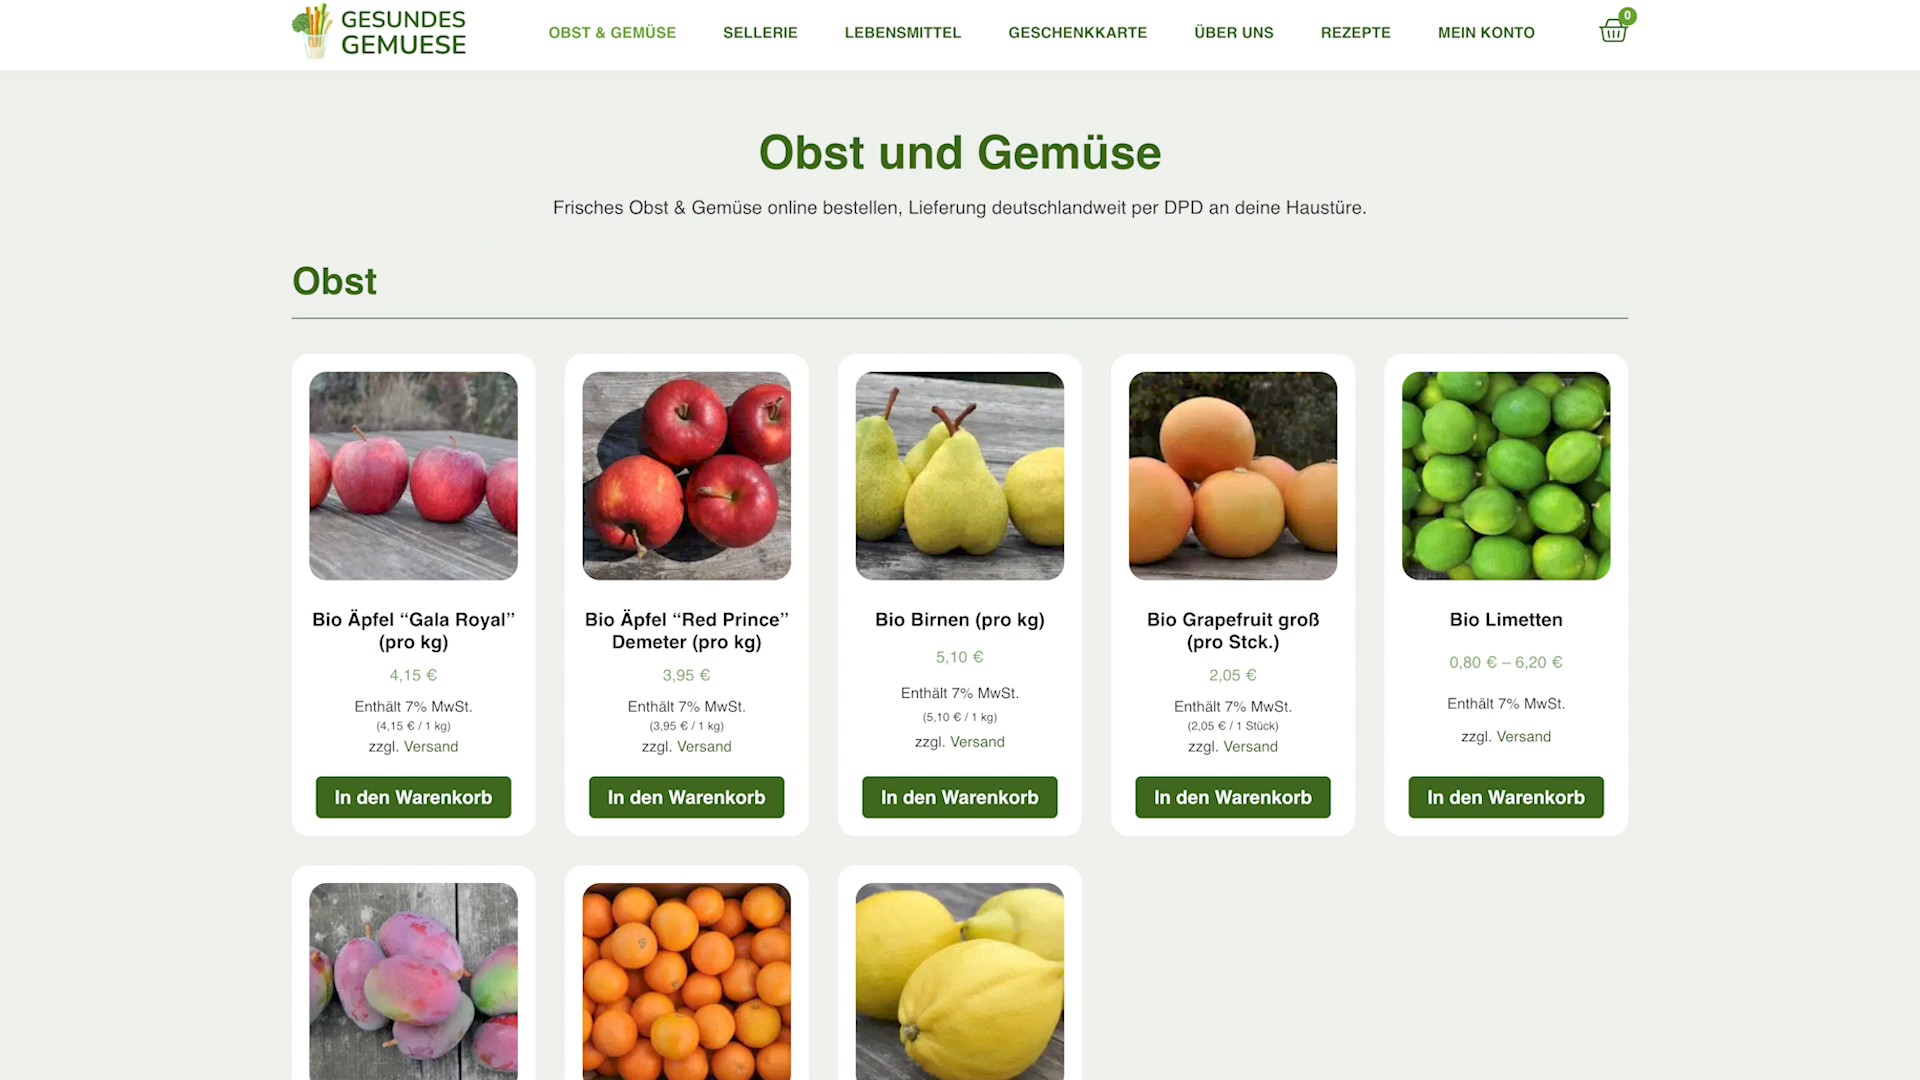 GESUNDES
GEMUESE
OBST & GEMÜSE
SELLERIE
LEBENSMITTEL
GESCHENKKARTE
ÜBER UNS
REZEPTE
MEIN KONTO
0
Obst und Gemüse
Frisches Obst & Gemüse online bestellen, Lieferung deutschlandweit per DPD an deine Haustüre.
Obst
Bio Äpfel “Gala Royal”
(pro kg)
4,15 €
Enthält 7% MwSt.
(4,15 € / 1 kg)
zzgl. Versand
In den Warenkorb
Bio Äpfel “Red Prince”
Demeter (pro kg)
3,95 €
Enthält 7% MwSt.
(3,95 € / 1 kg)
zzgl. Versand
In den Warenkorb
Bio Birnen (pro kg)
5,10 €
Enthält 7% MwSt.
(5,10 € / 1 kg)
zzgl. Versand
In den Warenkorb
Bio Grapefruit groß
(pro Stck.)
2,05 €
Enthält 7% MwSt.
(2,05 € / 1 Stück)
zzgl. Versand
In den Warenkorb
Bio Limetten
0,80 € – 6,20 €
Enthält 7% MwSt.
zzgl. Versand
In den Warenkorb